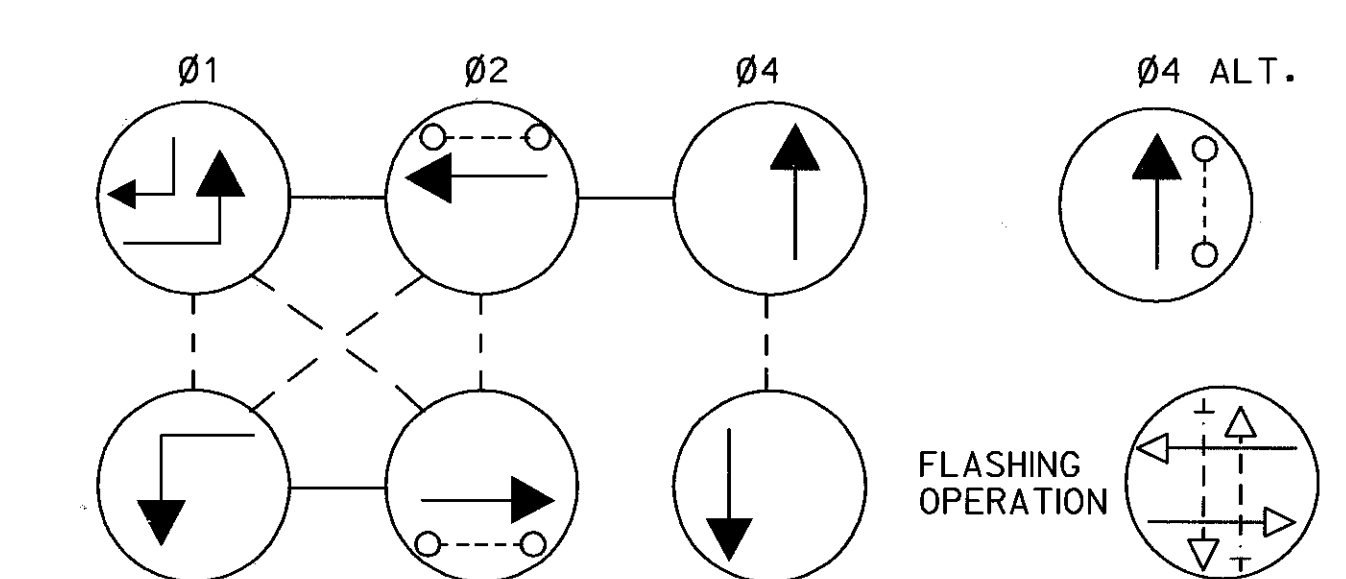 Ø1
Ø2
Ø4
Ø4 ALT.
FLASHING
OPERATION